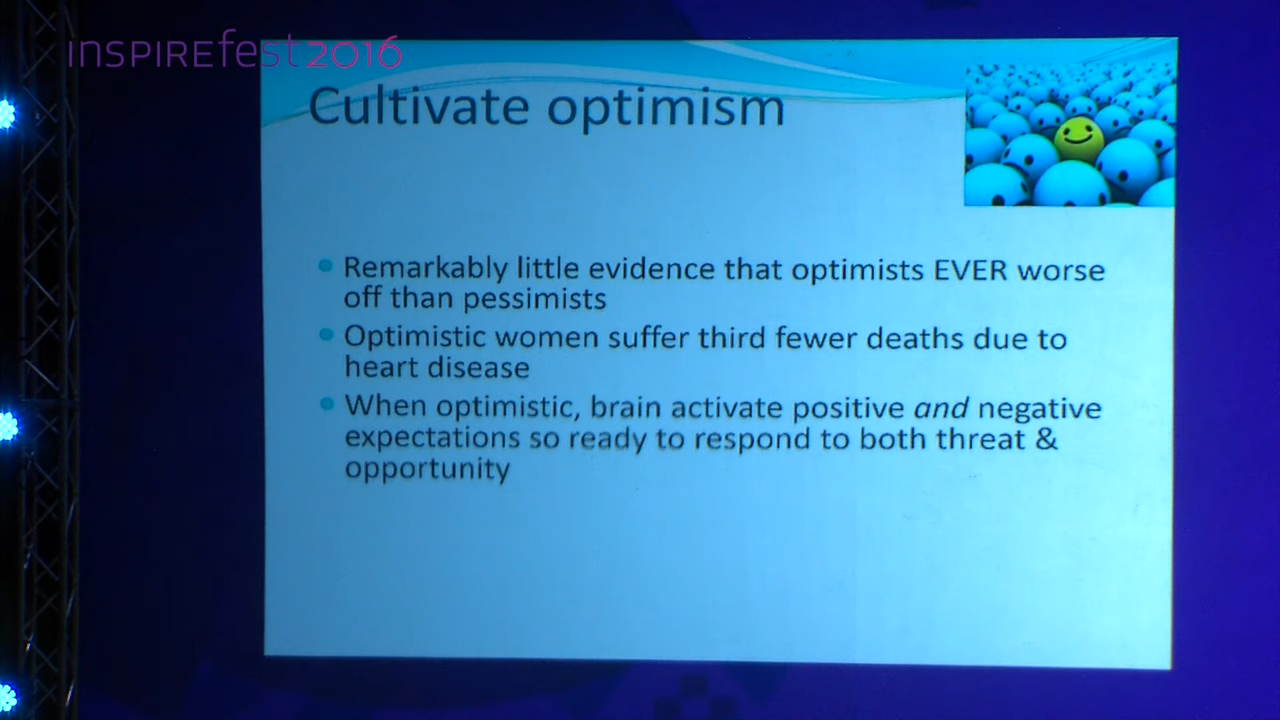 INSPIREfest2016
Cultivate optimism
Remarkably little evidence that optimists EVER worse
off than pessimists
Optimistic women suffer third fewer deaths due to
heart disease
When optimistic, brain activate positive and negative
expectations so ready to respond to both threat &
opportunity